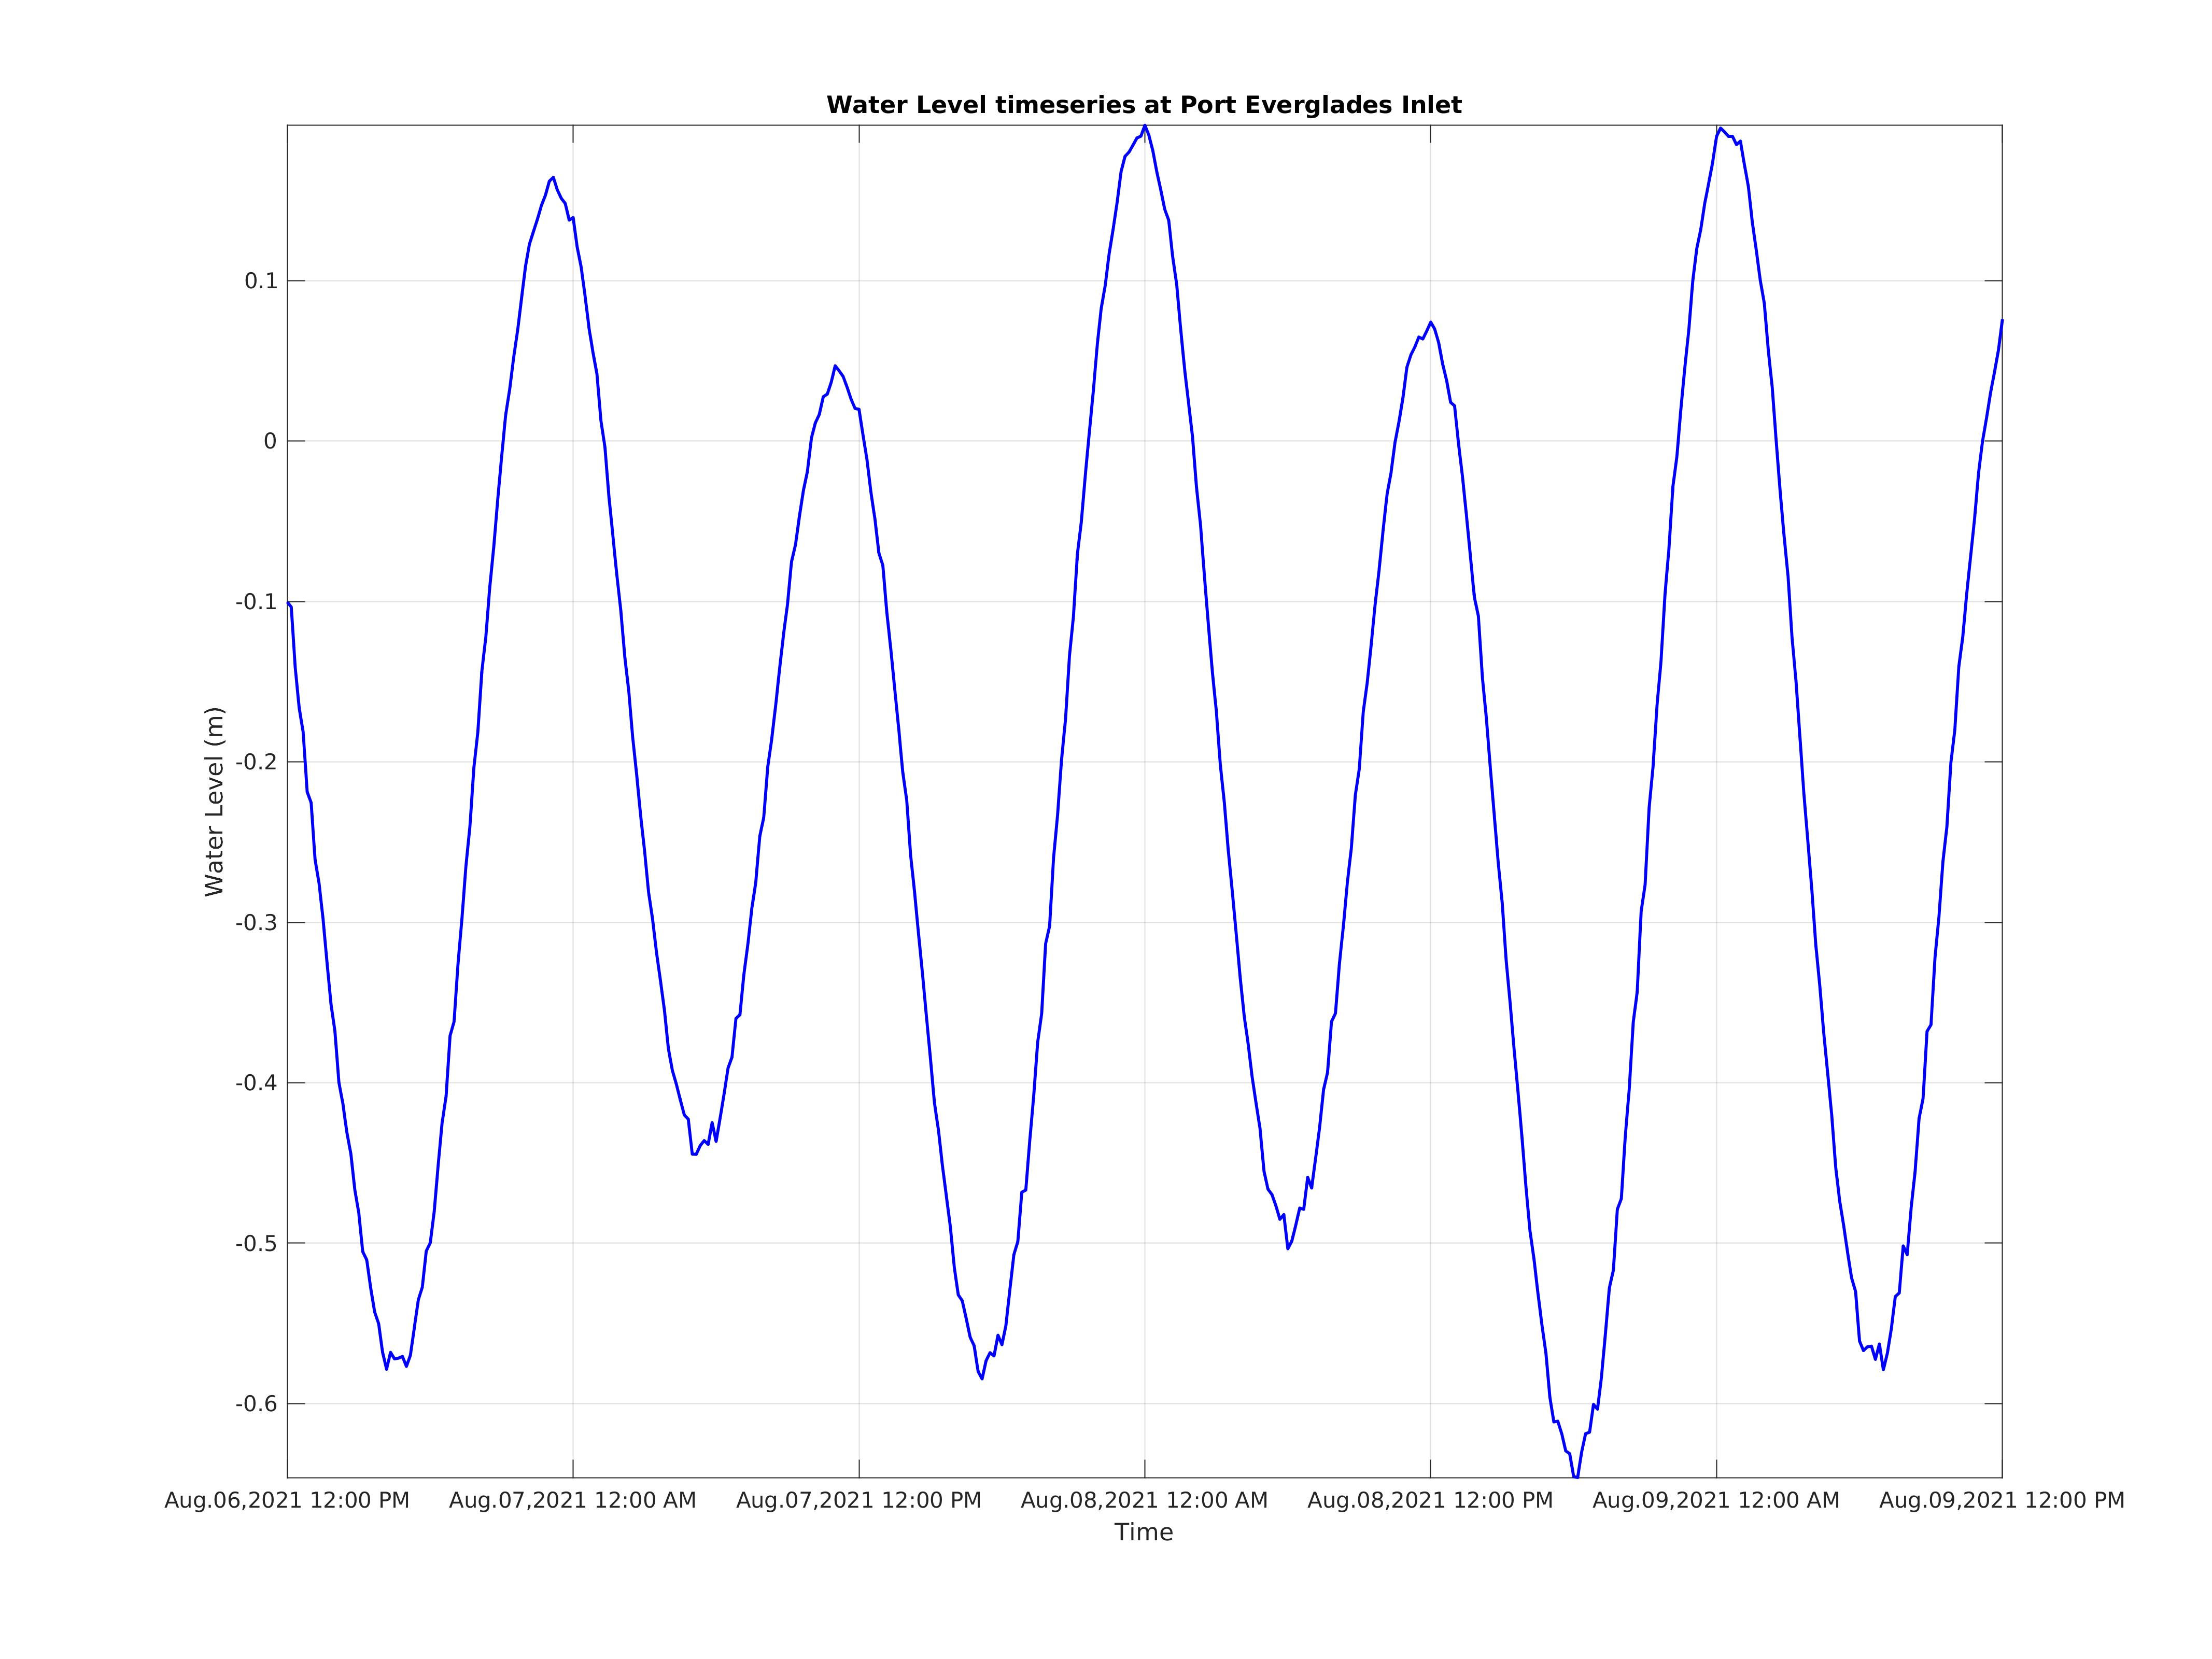 Water Level timeseries at Port Everglades Inlet
0.1
0
-0.1
-0.2
-0.3
-0.4
-0.5
-0.6
Water Level (m)
Aug.06,2021 12:00 PM
Aug.07,2021 12:00 AM
Aug.07,2021 12:00 PM
Aug.08,2021 12:00 AM
Aug.08,2021 12:00 PM
Aug.09,2021 12:00 AM
Aug.09,2021 12:00 PM
Time